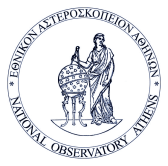 ΕΘΝΙΚΟΝ ΑΣΤΕΡΟΣΚΟΠΕΙΟΝ ΑΘΗΝΩΝ
NATIONAL OBSERVATORY ATHENS